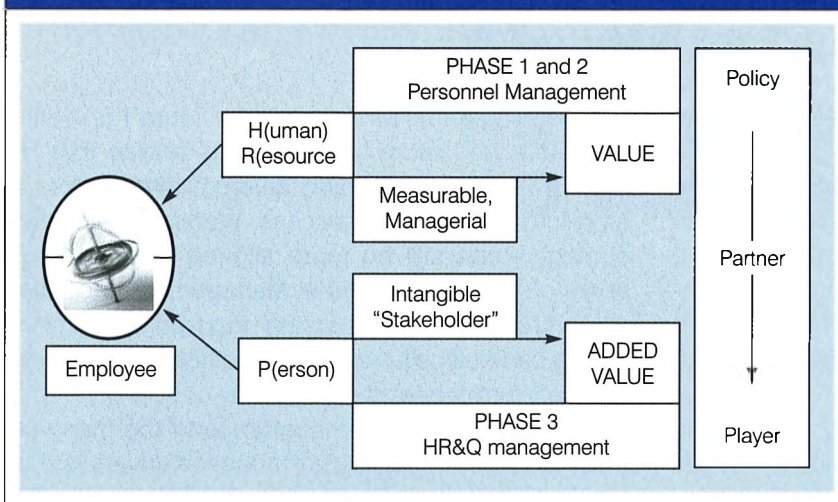 PHASE 1 and 2
Personnel Management
Policy
H(uman)
R(esource
VALUE
Measurable,
Managerial
Partner
Intangible
"Stakeholder"
Employee
P(erson)
ADDED
VALUE
PHASE 3
HR&Q management
Player